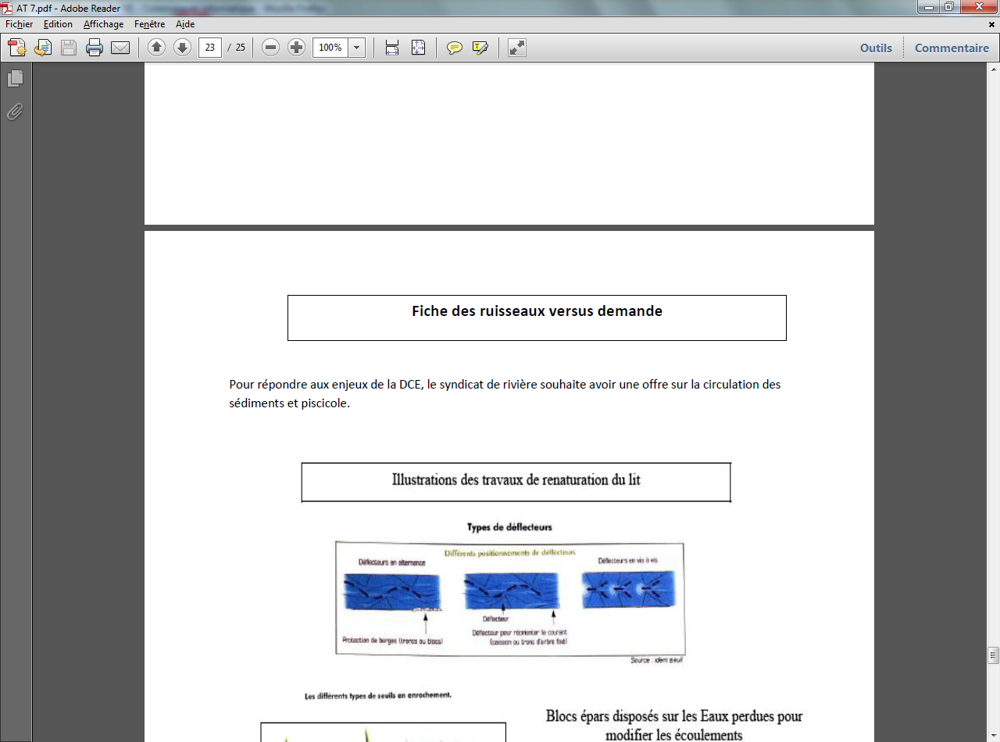 AT 7.pdf - Adobe Reader
Mozilla Firefox
Fichier Edition Affichage Fenêtre Aide
23 / 25 100% Outils Commentaire
Fiche des ruisseaux versus demande
Pour répondre aux enjeux de la DCE, le syndicat de rivière souhaite avoir une offre sur la circulation des
sédiments et piscicole.
Illustrations des travaux de renaturation du lit
Types de déflecteurs
Différents positionnements de déflecteurs
Déflecteurs en alternance
Déflecteurs en vis à vis
Déflecteur
Protection de berges (troncs ou blocs)
Déflecteur pour réorienter le courant
(caisson ou tronc d'arbre fixé)
Source : idem seuil
Les différents types de seuils en enrochement.
Blocs épars disposés sur les Eaux perdues pour
modifier les écoulements